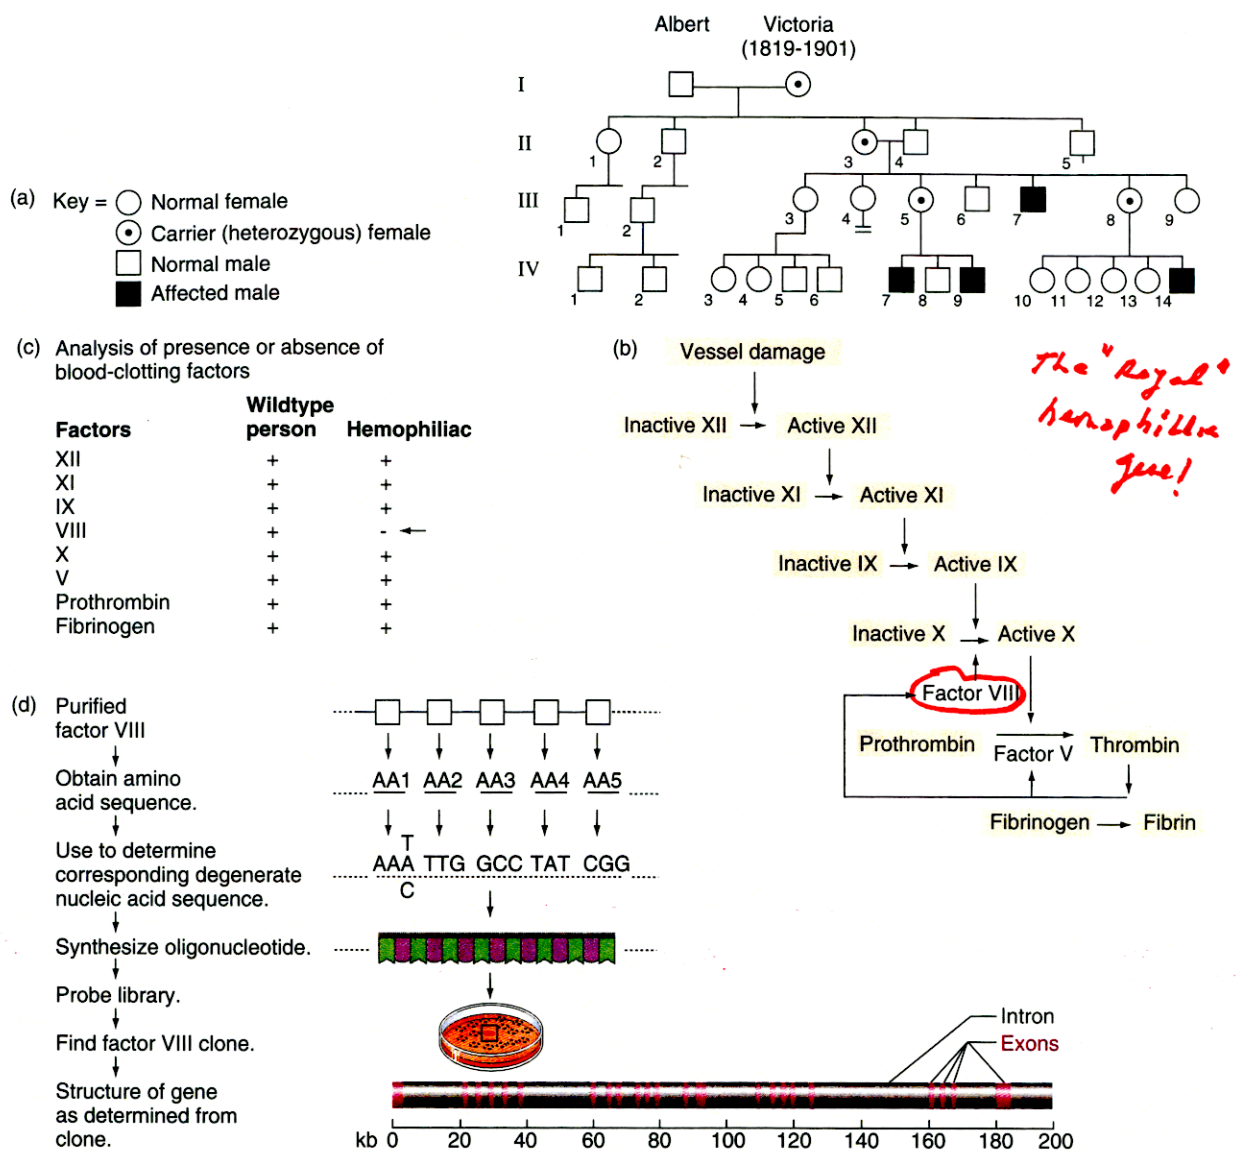 Albert Victoria
(1819-1901)
I
II
1 2 3 4 5
III
1 2 3 4 5 6 7 8 9
IV
1 2 3 4 5 6 7 8 9 10 11 12 13 14
(a) Key = Normal female
Carrier (heterozygous) female
Normal male
Affected male
(c) Analysis of presence or absence of
blood-clotting factors
Wildtype
Factors person Hemophiliac
XII + +
XI + +
IX + +
VIII + - ←
X + +
V + +
Prothrombin + +
Fibrinogen + +
(b) Vessel damage
Inactive XII → Active XII
Inactive XI → Active XI
Inactive IX → Active IX
Inactive X → Active X
Factor VIII
Prothrombin → Thrombin
Factor V
Fibrinogen → Fibrin
The "Royal"
hemophilia
gene!
(d) Purified
factor VIII
Obtain amino
acid sequence.
Use to determine
corresponding degenerate
nucleic acid sequence.
Synthesize oligonucleotide.
Probe library.
Find factor VIII clone.
Structure of gene
as determined from
clone.
AA1 AA2 AA3 AA4 AA5
T
AAA TTG GCC TAT CGG
C
Intron
Exons
kb 0 20 40 60 80 100 120 140 160 180 200